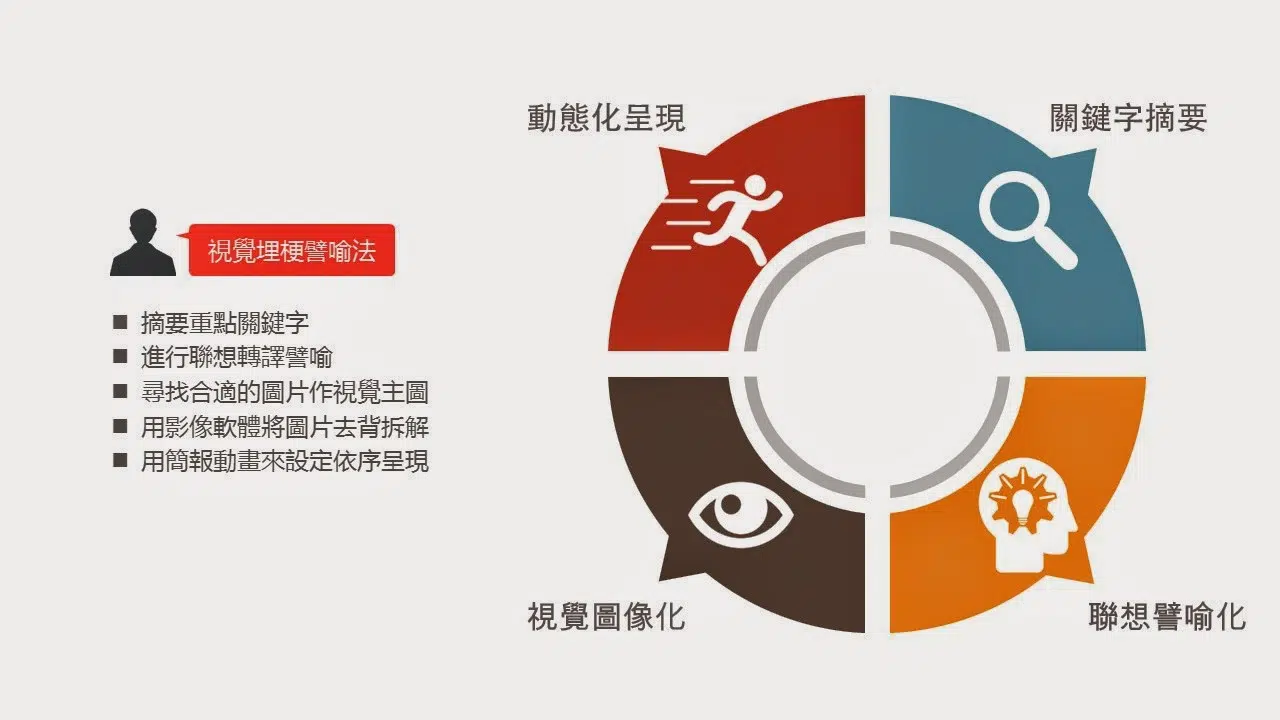 動態化呈現
關鍵字摘要
視覺埋梗譬喻法
■ 摘要重點關鍵字
■ 進行聯想轉譯譬喻
■ 尋找合適的圖片作視覺主圖
■ 用影像軟體將圖片去背拆解
■ 用簡報動畫來設定依序呈現
視覺圖像化
聯想譬喻化